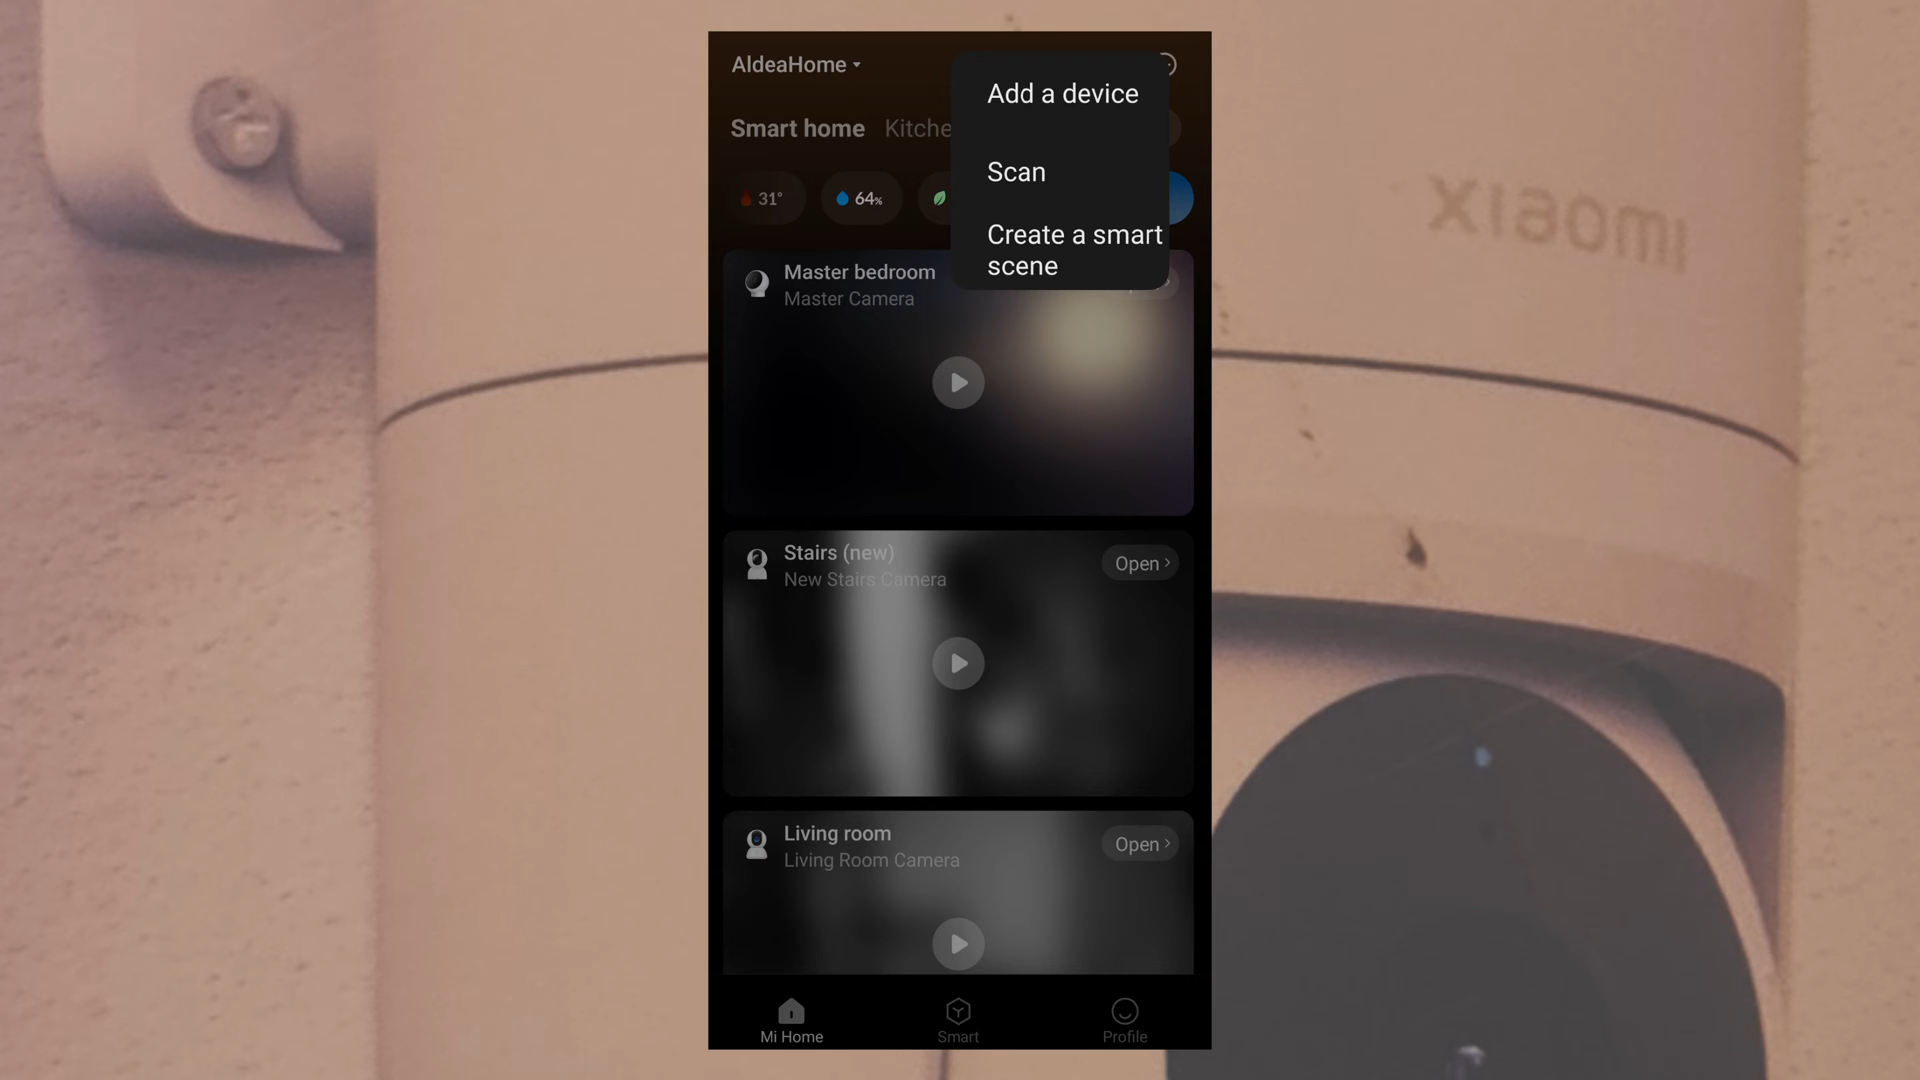 AldeaHome
Add a device
Smart home
Kitche
Scan
31°
64%
Create a smart
scene
Master bedroom
Master Camera
Stairs (new)
New Stairs Camera
Open
Living room
Living Room Camera
Open
Mi Home
Smart
Profile
xiaomi